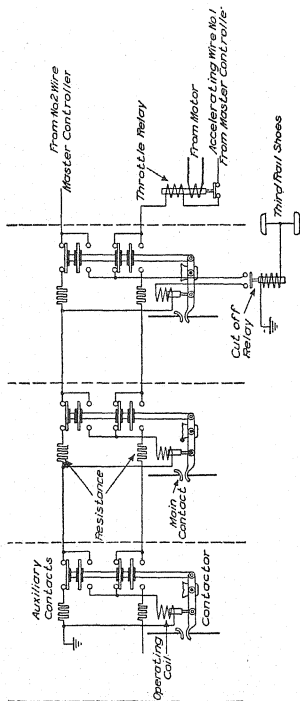 From No.2 Wire
Master Controller
Throttle Relay
From Motor
Accelerating Wire No.1
From Master Controller
Third Rail Shoes
Cut off
Relay
Resistance
Main
Contact
Auxiliary
Contacts
Operating
Coil
Contactor